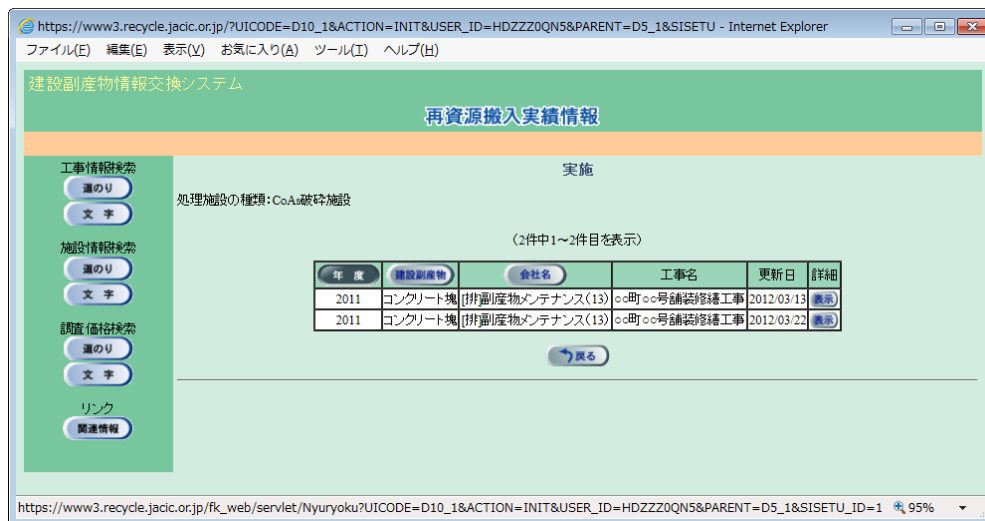 https://www3.recycle.jacic.or.jp/?UICODE=D10_1&ACTION=INIT&USER_ID=HDZZZ0QN5&PARENT=D5_1&SISETU - Internet Explorer
ファイル(F) 編集(E) 表示(V) お気に入り(A) ツール(T) ヘルプ(H)
建設副産物情報交換システム
再資源搬入実績情報
工事情報検索
道のり
文 字
施設情報検索
道のり
文 字
調査価格検索
道のり
文 字
リンク
関連情報
実施
処理施設の種類:CoAs破砕施設
(2件中1~2件目を表示)
年 度 建設副産物 会社名 工事名 更新日 詳細
2011 コンクリート塊 [排]副産物メンテナンス(13) ○○町○○号舗装修繕工事 2012/03/13 表示
2011 コンクリート塊 [排]副産物メンテナンス(13) ○○町○○号舗装修繕工事 2012/03/22 表示
戻る
https://www3.recycle.jacic.or.jp/fk_web/servlet/Nyuryoku?UICODE=D10_1&ACTION=INIT&USER_ID=HDZZZ0QN5&PARENT=D5_1&SISETU_ID=1 95%